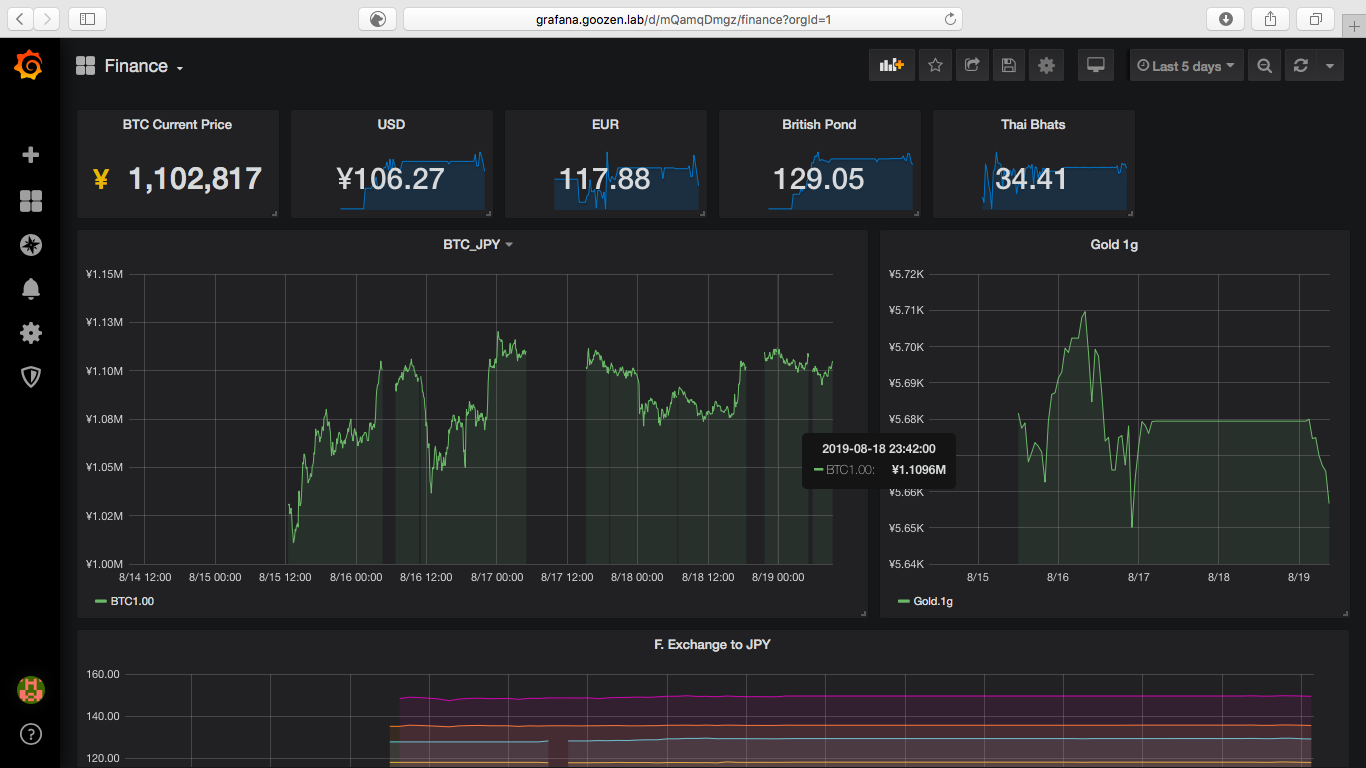 grafana.goozen.lab/d/mQamqDmgz/finance?orgId=1
Finance
Last 5 days
BTC Current Price
¥ 1,102,817
USD
¥106.27
EUR
117.88
British Pond
129.05
Thai Bhats
34.41
BTC_JPY
¥1.15M
¥1.13M
¥1.10M
¥1.08M
¥1.05M
¥1.02M
¥1.00M
8/14 12:00 8/15 00:00 8/15 12:00 8/16 00:00 8/16 12:00 8/17 00:00 8/17 12:00 8/18 00:00 8/18 12:00 8/19 00:00
BTC1.00
2019-08-18 23:42:00
BTC1.00: ¥1.1096M
Gold 1g
¥5.72K
¥5.71K
¥5.70K
¥5.69K
¥5.68K
¥5.66K
¥5.65K
¥5.64K
8/15 8/16 8/17 8/18 8/19
Gold.1g
F. Exchange to JPY
160.00
140.00
120.00